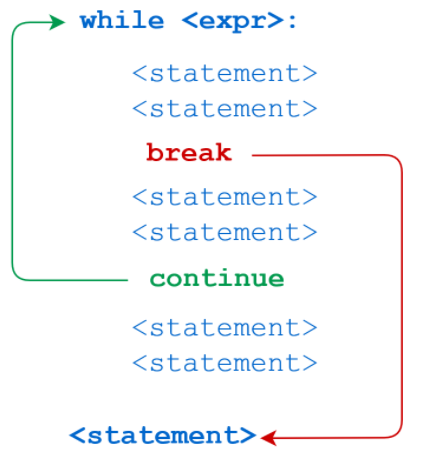 while <expr>:
<statement>
<statement>
break
<statement>
<statement>
continue
<statement>
<statement>
<statement>